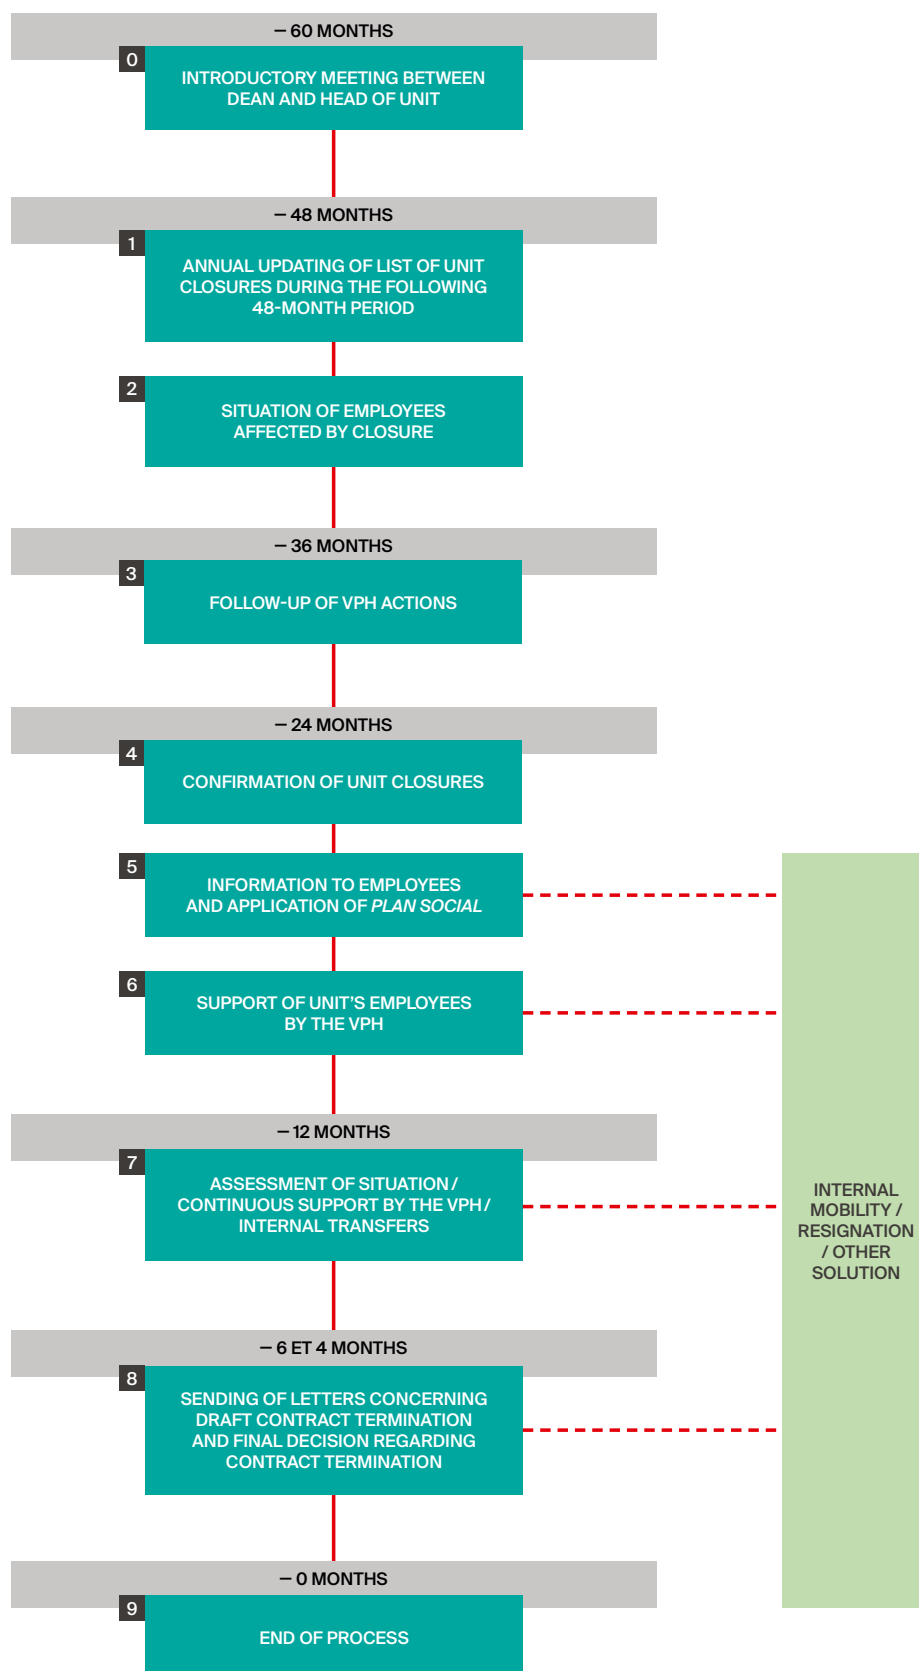 – 60 MONTHS
0
INTRODUCTORY MEETING BETWEEN
DEAN AND HEAD OF UNIT
– 48 MONTHS
1
ANNUAL UPDATING OF LIST OF UNIT
CLOSURES DURING THE FOLLOWING
48-MONTH PERIOD
2
SITUATION OF EMPLOYEES
AFFECTED BY CLOSURE
– 36 MONTHS
3
FOLLOW-UP OF VPH ACTIONS
– 24 MONTHS
4
CONFIRMATION OF UNIT CLOSURES
5
INFORMATION TO EMPLOYEES
AND APPLICATION OF PLAN SOCIAL
6
SUPPORT OF UNIT’S EMPLOYEES
BY THE VPH
– 12 MONTHS
7
ASSESSMENT OF SITUATION /
CONTINUOUS SUPPORT BY THE VPH /
INTERNAL TRANSFERS
INTERNAL
MOBILITY /
RESIGNATION
/ OTHER
SOLUTION
– 6 ET 4 MONTHS
8
SENDING OF LETTERS CONCERNING
DRAFT CONTRACT TERMINATION
AND FINAL DECISION REGARDING
CONTRACT TERMINATION
– 0 MONTHS
9
END OF PROCESS